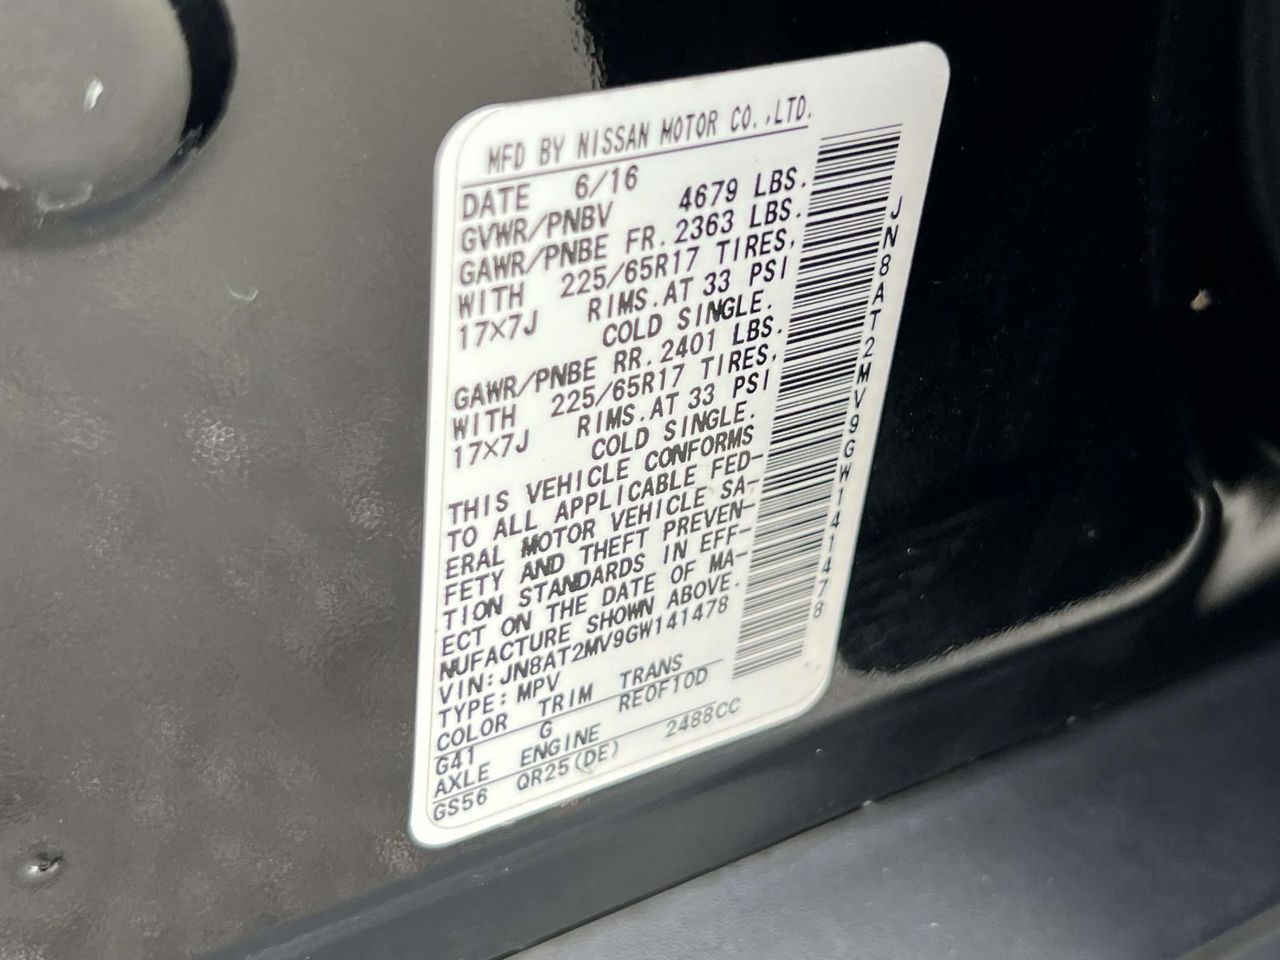 MFD BY NISSAN MOTOR CO.,LTD.
DATE 6/16
GVWR/PNBV 4679 LBS.
GAWR/PNBE FR. 2363 LBS.
WITH 225/65R17 TIRES,
17×7J RIMS.AT 33 PSI
COLD SINGLE.
GAWR/PNBE RR. 2401 LBS.
WITH 225/65R17 TIRES,
17×7J RIMS.AT 33 PSI
COLD SINGLE.
THIS VEHICLE CONFORMS
TO ALL APPLICABLE FED-
ERAL MOTOR VEHICLE SA-
FETY AND THEFT PREVEN-
TION STANDARDS IN EFF-
ECT ON THE DATE OF MA-
NUFACTURE SHOWN ABOVE.
VIN:JN8AT2MV9GW141478
TYPE:MPV
COLOR TRIM TRANS
G41 G RE0F10D
AXLE ENGINE
GS56 QR25(DE) 2488CC
JN8AT2MV9GW141478